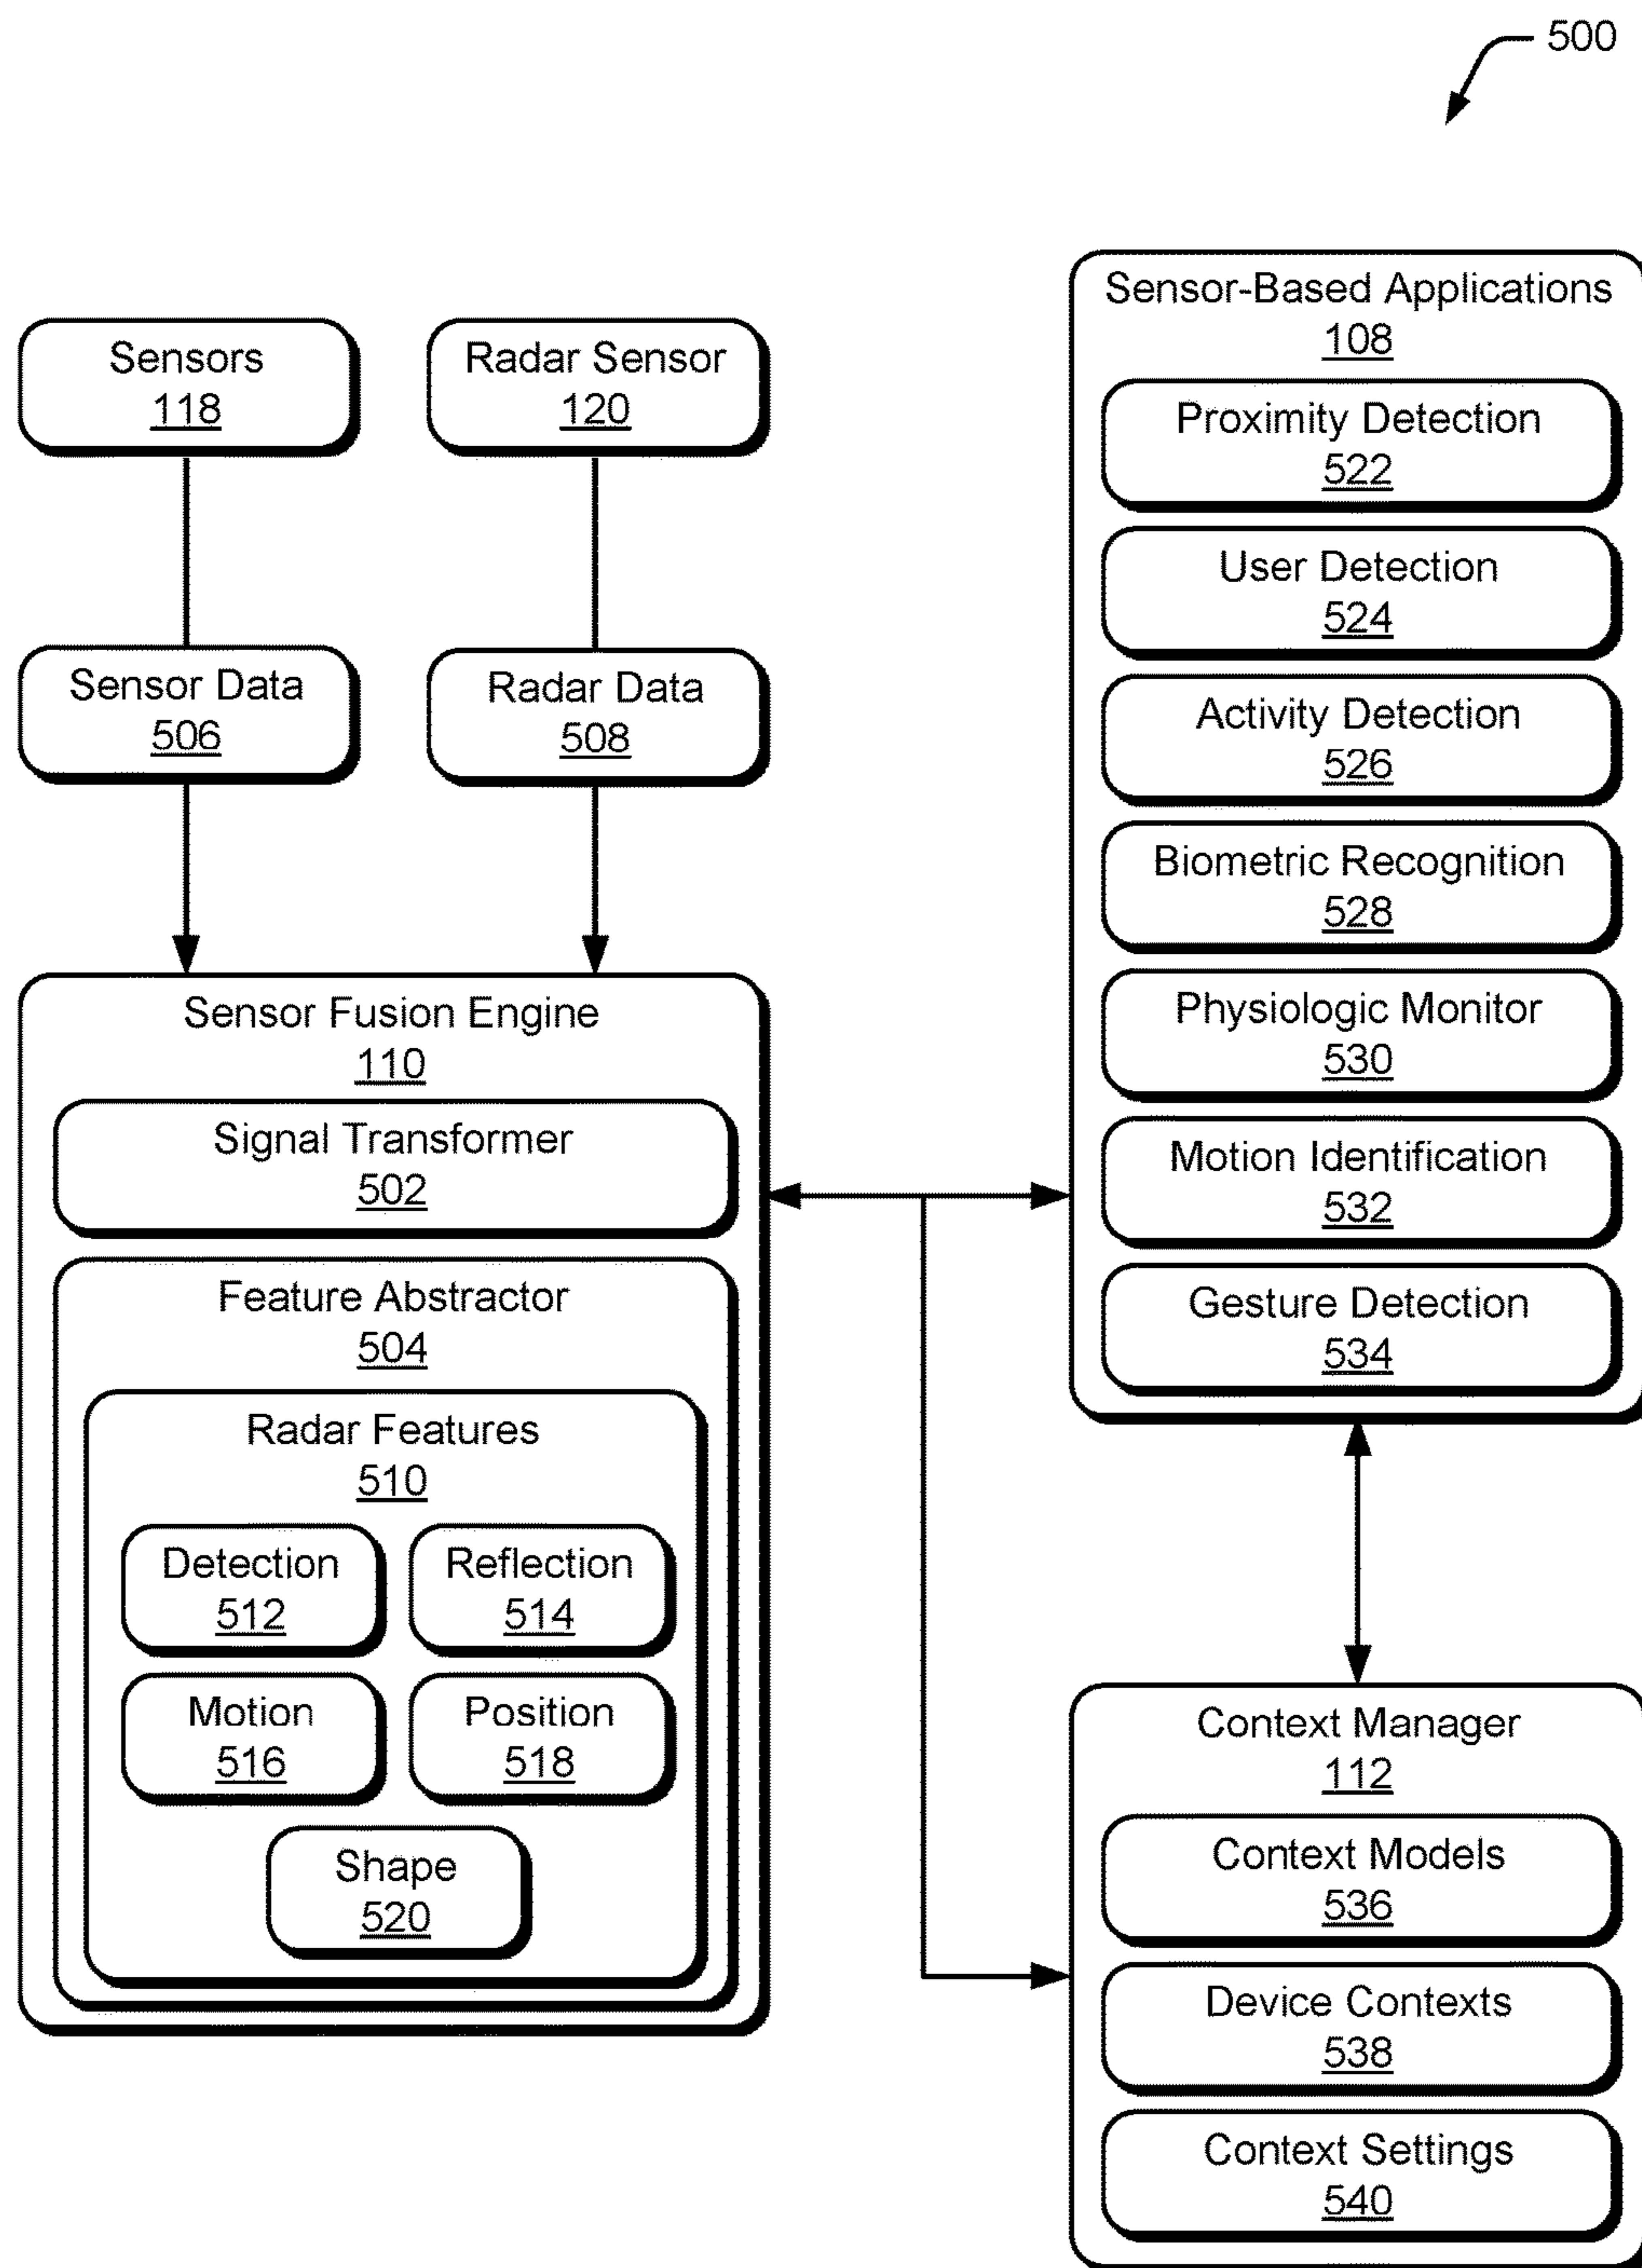 500
Sensors
118
Radar Sensor
120
Sensor Data
506
Radar Data
508
Sensor Fusion Engine
110
Signal Transformer
502
Feature Abstractor
504
Radar Features
510
Detection
512
Reflection
514
Motion
516
Position
518
Shape
520
Sensor-Based Applications
108
Proximity Detection
522
User Detection
524
Activity Detection
526
Biometric Recognition
528
Physiologic Monitor
530
Motion Identification
532
Gesture Detection
534
Context Manager
112
Context Models
536
Device Contexts
538
Context Settings
540